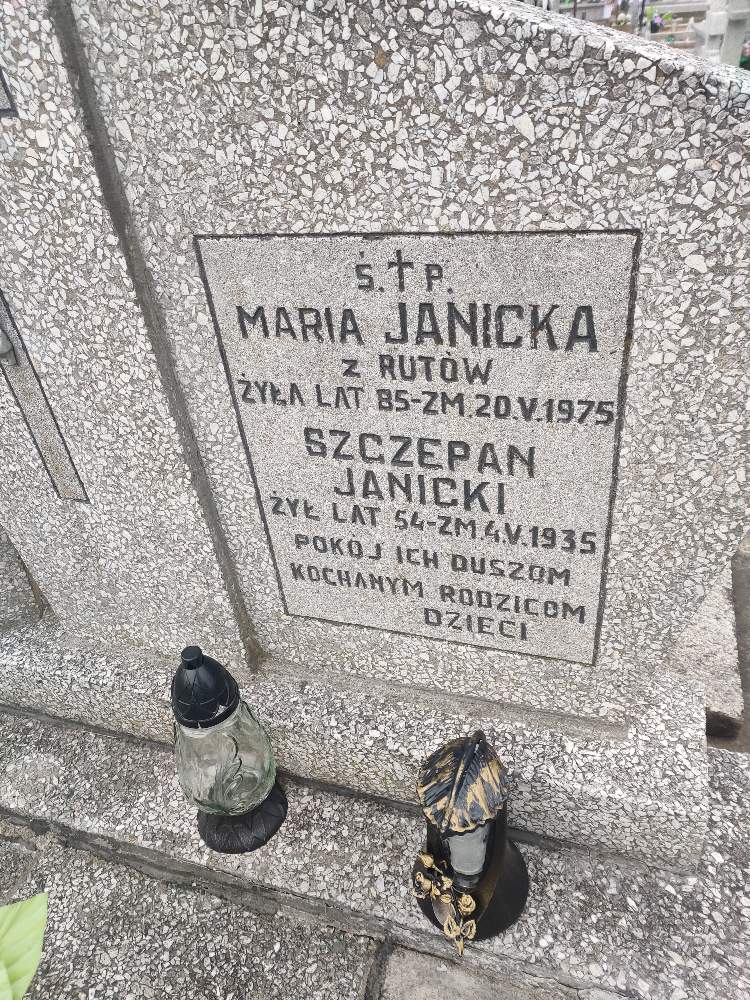 Ś.†P.
MARIA JANICKA
Z RUTÓW
ŻYŁA LAT 85-ZM.20.V.1975
SZCZEPAN
JANICKI
ŻYŁ LAT 54-ZM.4.V.1935
POKÓJ ICH DUSZOM
KOCHANYM RODZICOM
DZIECI